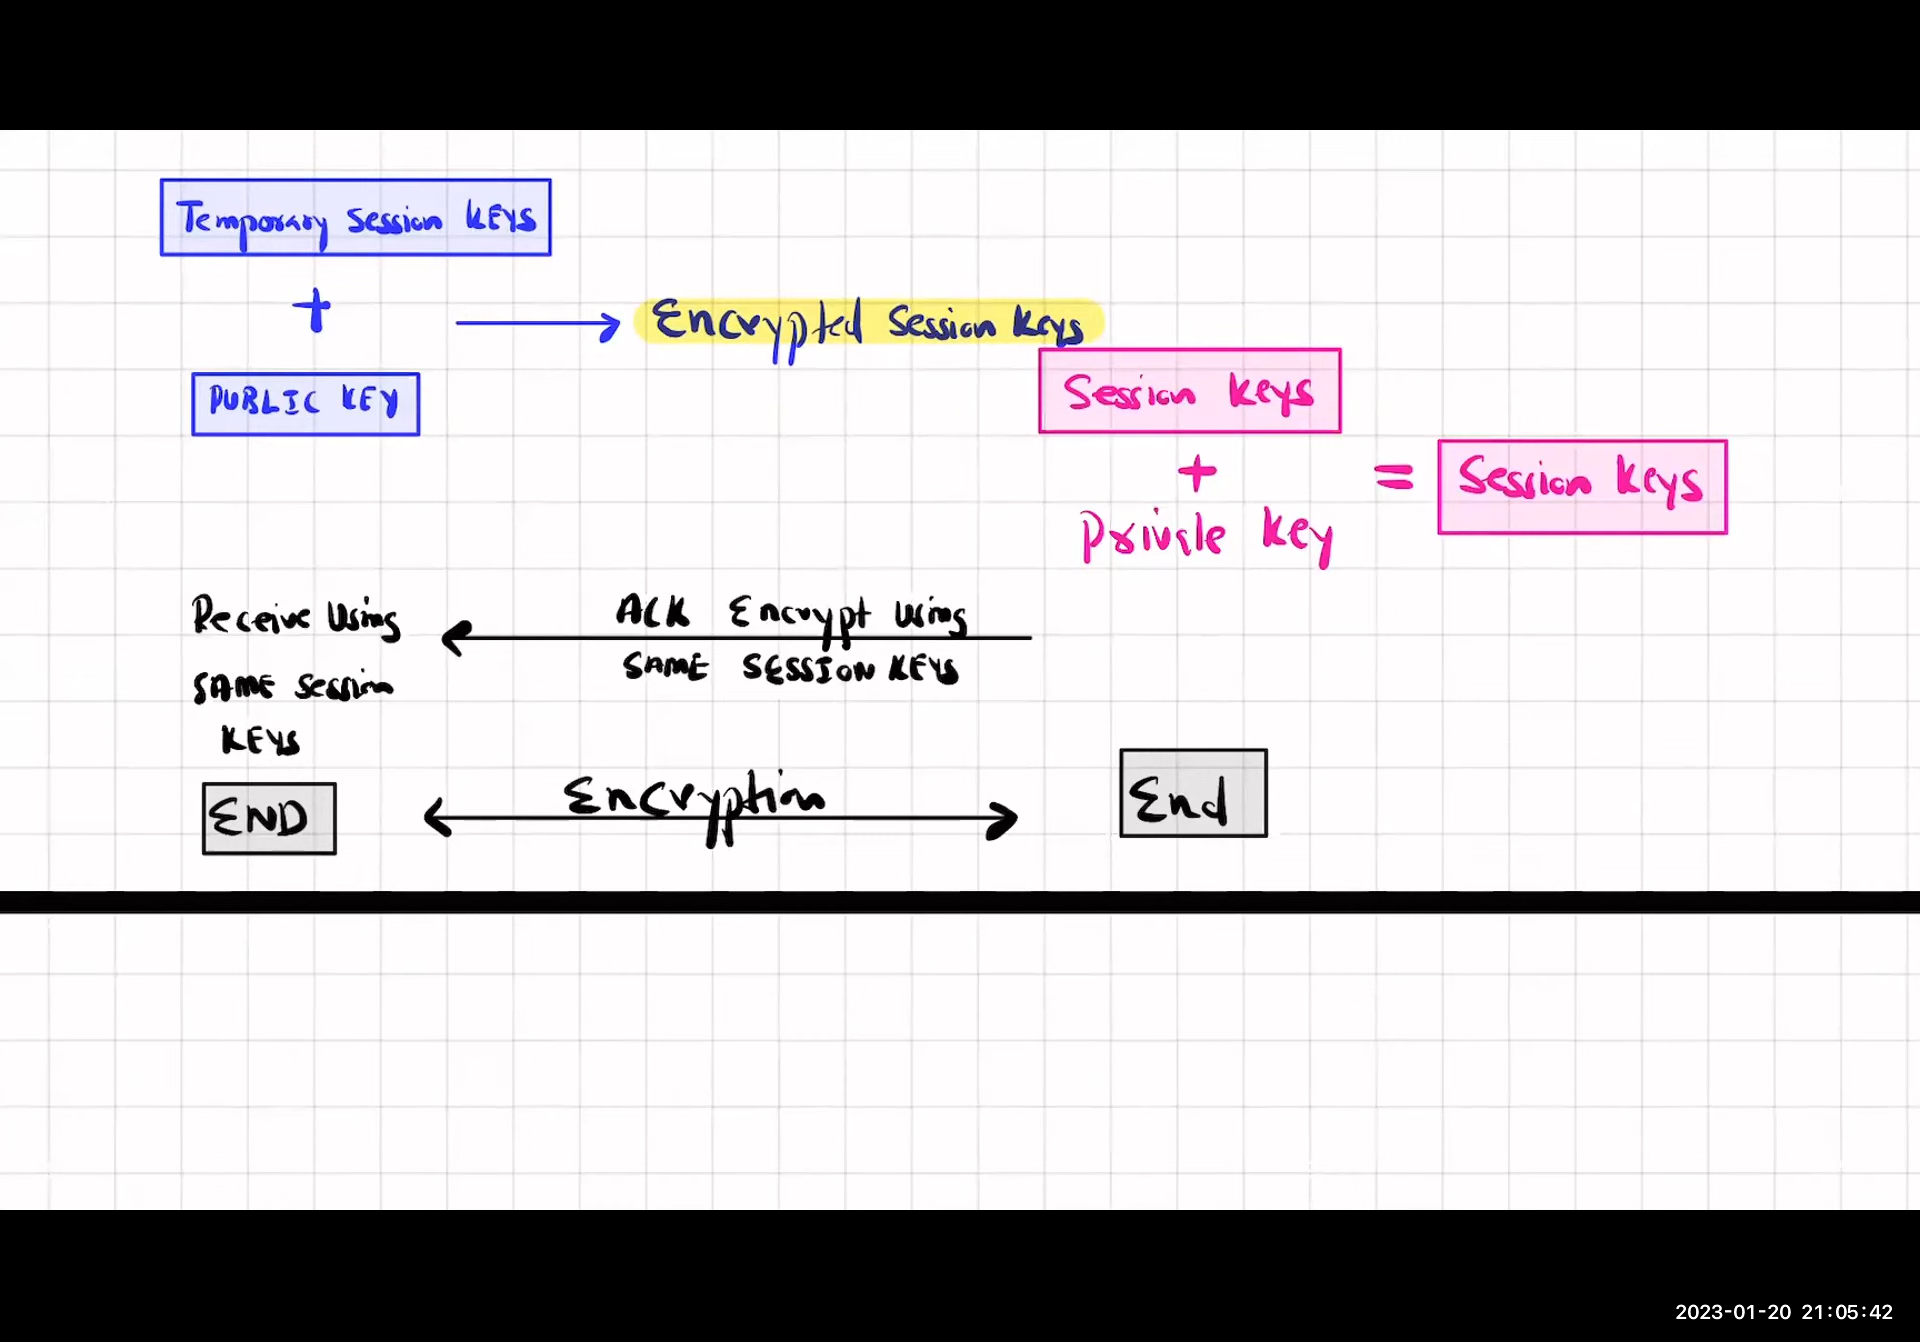 Temporary Session KEYS
+
Encrypted Session Keys
PUBLIC KEY
Session Keys
+
=
Session Keys
Private Key
Receive Using
SAME Session
KEYS
ACK Encrypt Using
SAME SESSION KEYS
END
Encryption
End
2023-01-20 21:05:42